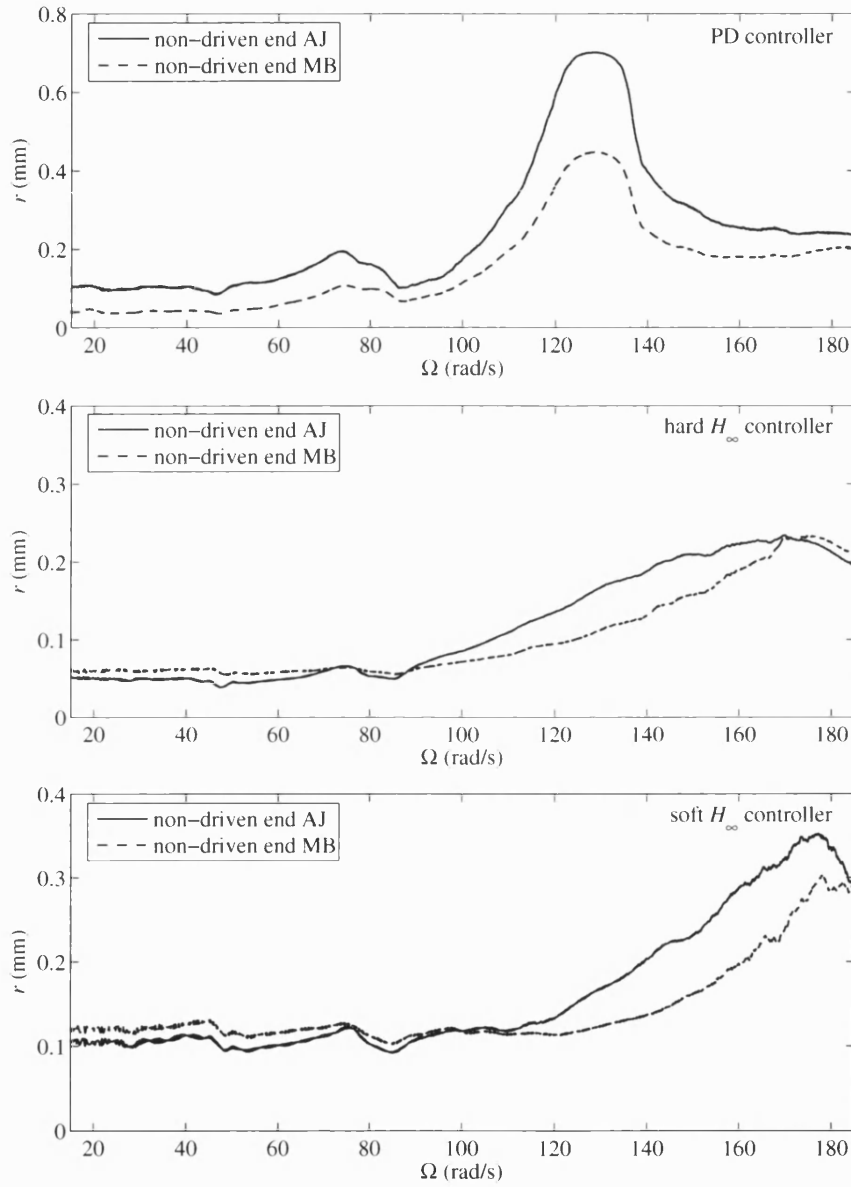 0.8
non-driven end AJ
non-driven end MB
PD controller
0.6
r (mm)
0.4
0.2
0
20 40 60 80 100 120 140 160 180
Ω (rad/s)
0.4
non-driven end AJ
non-driven end MB
hard H∞ controller
0.3
r (mm)
0.2
0.1
0
20 40 60 80 100 120 140 160 180
Ω (rad/s)
0.4
non-driven end AJ
non-driven end MB
soft H∞ controller
0.3
r (mm)
0.2
0.1
0
20 40 60 80 100 120 140 160 180
Ω (rad/s)